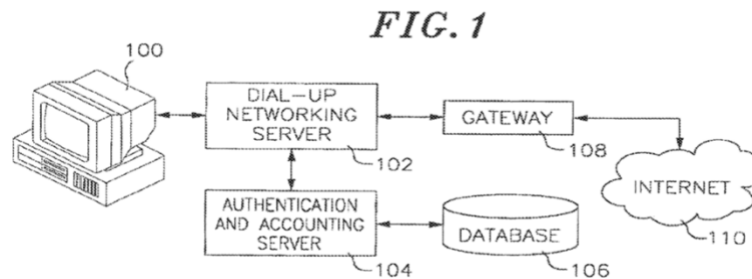 FIG. 1
100
DIAL-UP
NETWORKING
SERVER
102
GATEWAY
108
INTERNET
110
AUTHENTICATION
AND ACCOUNTING
SERVER
104
DATABASE
106